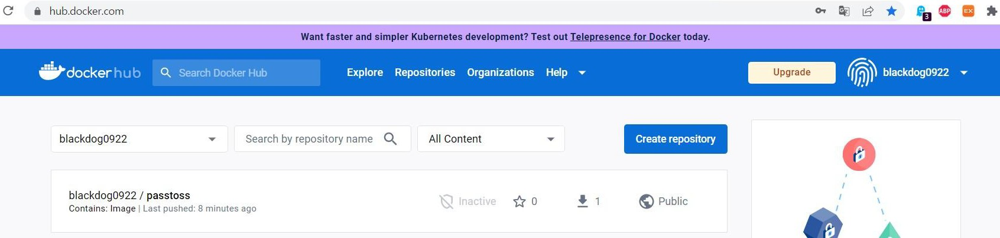 hub.docker.com
3
ABP
EX
Want faster and simpler Kubernetes development? Test out Telepresence for Docker today.
dockerhub
Search Docker Hub
Explore
Repositories
Organizations
Help
Upgrade
blackdog0922
blackdog0922
Search by repository name
All Content
Create repository
blackdog0922 / passtoss
Contains: Image | Last pushed: 8 minutes ago
Inactive
0
1
Public